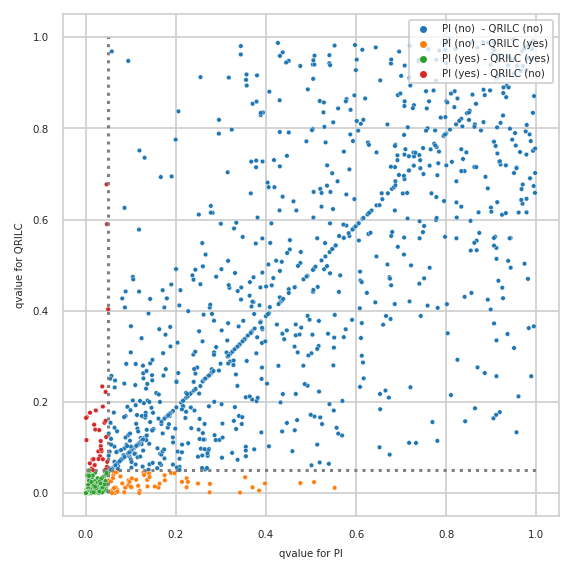 PI (no)  - QRILC (no)
PI (no)  - QRILC (yes)
PI (yes) - QRILC (yes)
PI (yes) - QRILC (no)
1.0
0.8
0.6
0.4
0.2
0.0
qvalue for QRILC
0.0 0.2 0.4 0.6 0.8 1.0
qvalue for PI